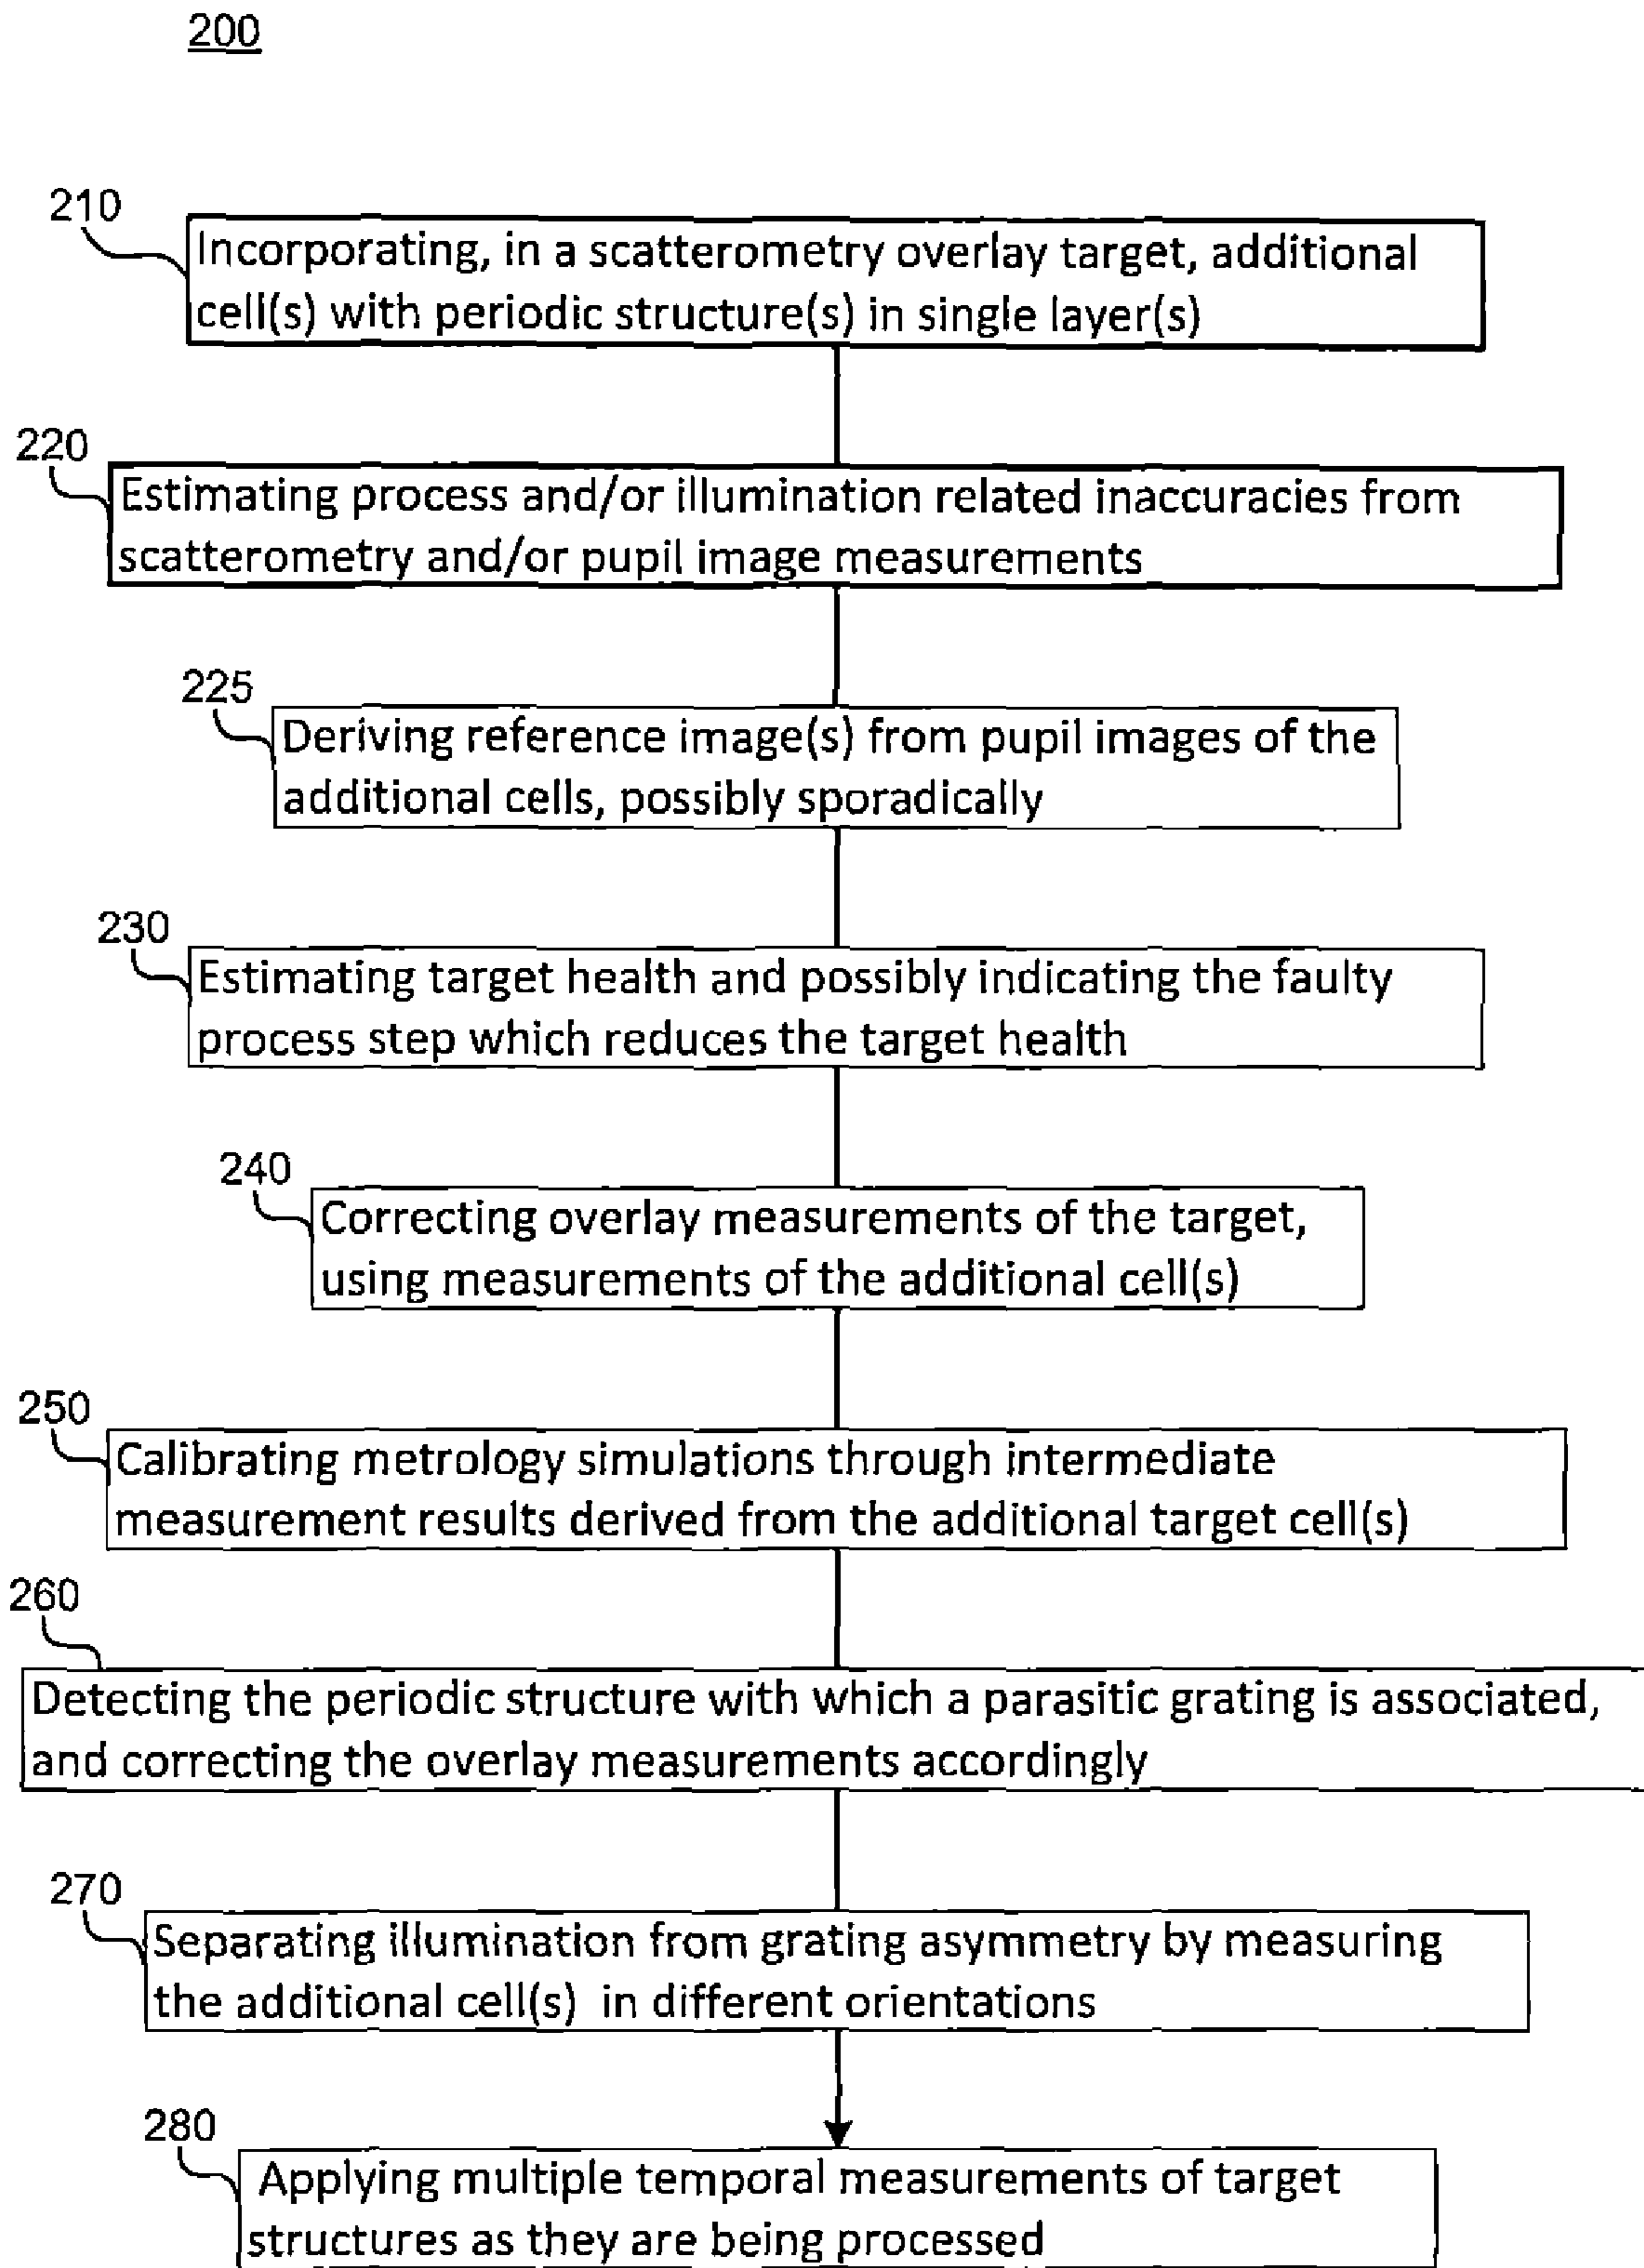 200
210
Incorporating, in a scatterometry overlay target, additional
cell(s) with periodic structure(s) in single layer(s)
220
Estimating process and/or illumination related inaccuracies from
scatterometry and/or pupil image measurements
225
Deriving reference image(s) from pupil images of the
additional cells, possibly sporadically
230
Estimating target health and possibly indicating the faulty
process step which reduces the target health
240
Correcting overlay measurements of the target,
using measurements of the additional cell(s)
250
Calibrating metrology simulations through intermediate
measurement results derived from the additional target cell(s)
260
Detecting the periodic structure with which a parasitic grating is associated,
and correcting the overlay measurements accordingly
270
Separating illumination from grating asymmetry by measuring
the additional cell(s) in different orientations
280
Applying multiple temporal measurements of target
structures as they are being processed